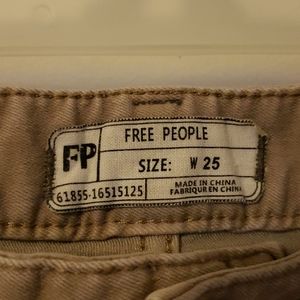 FREE PEOPLE
FP
SIZE: W 25
MADE IN CHINA
FABRIQUÉ EN CHINE
61855-16515125